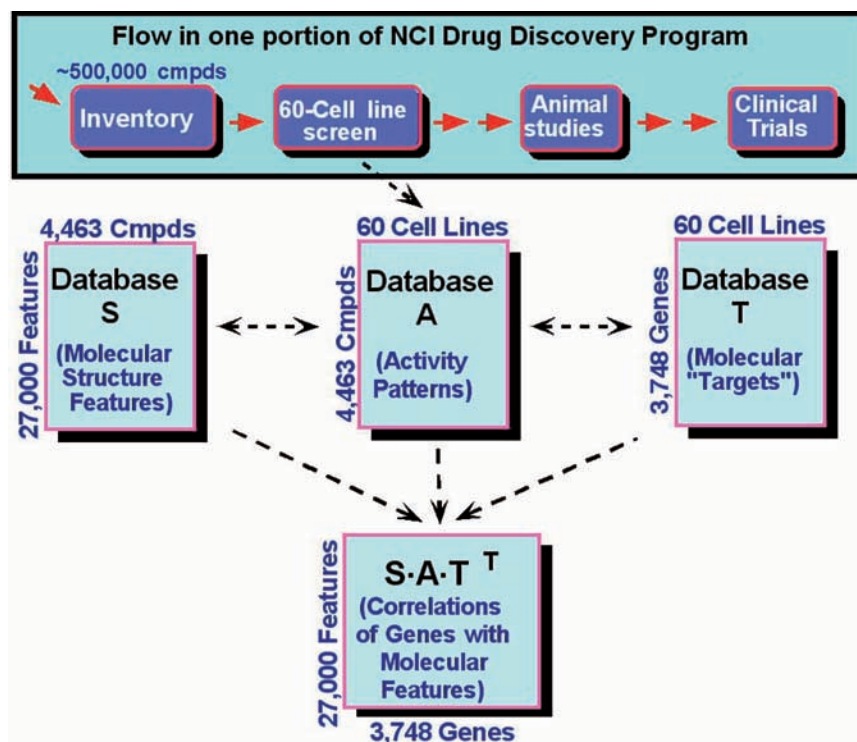 Flow in one portion of NCI Drug Discovery Program
~500,000 cmpds
Inventory
60-Cell line
screen
Animal
studies
Clinical
Trials
4,463 Cmpds
27,000 Features
Database
S
(Molecular
Structure
Features)
60 Cell Lines
4,463 Cmpds
Database
A
(Activity
Patterns)
60 Cell Lines
3,748 Genes
Database
T
(Molecular
"Targets")
27,000 Features
S·A·T T
(Correlations
of Genes with
Molecular
Features)
3,748 Genes